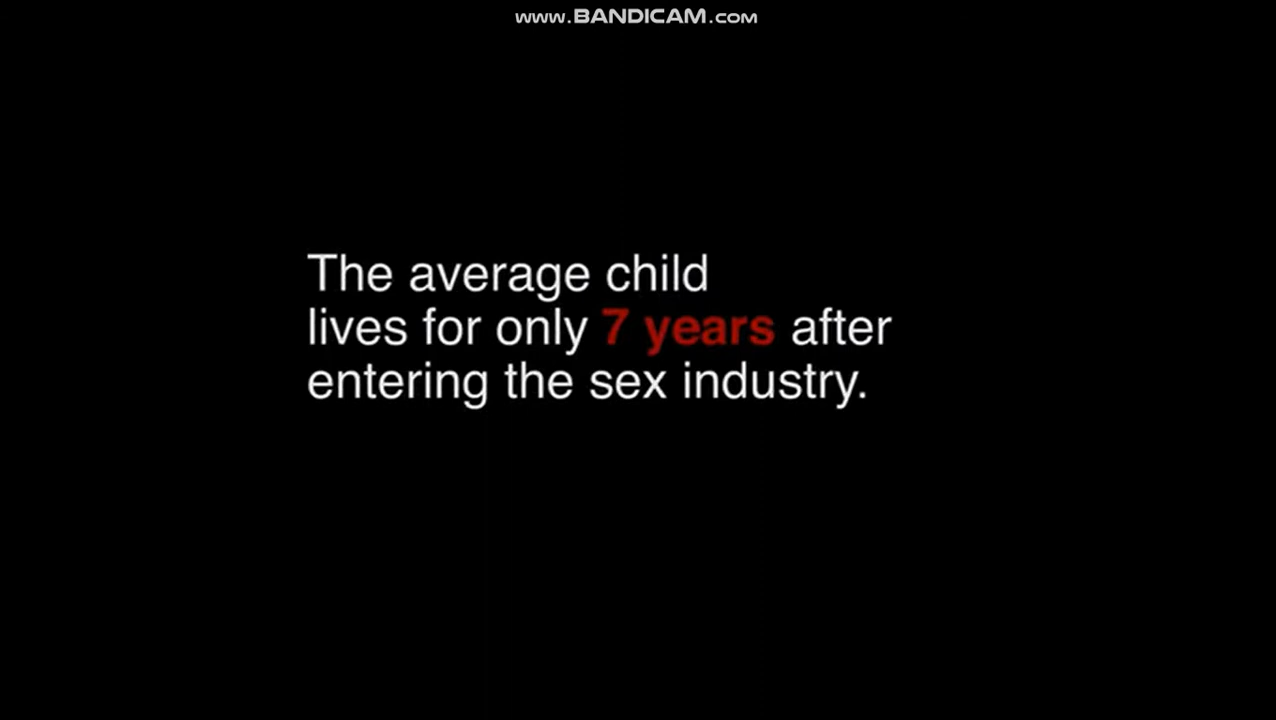 www.BANDICAM.com
The average child
lives for only 7 years after
entering the sex industry.